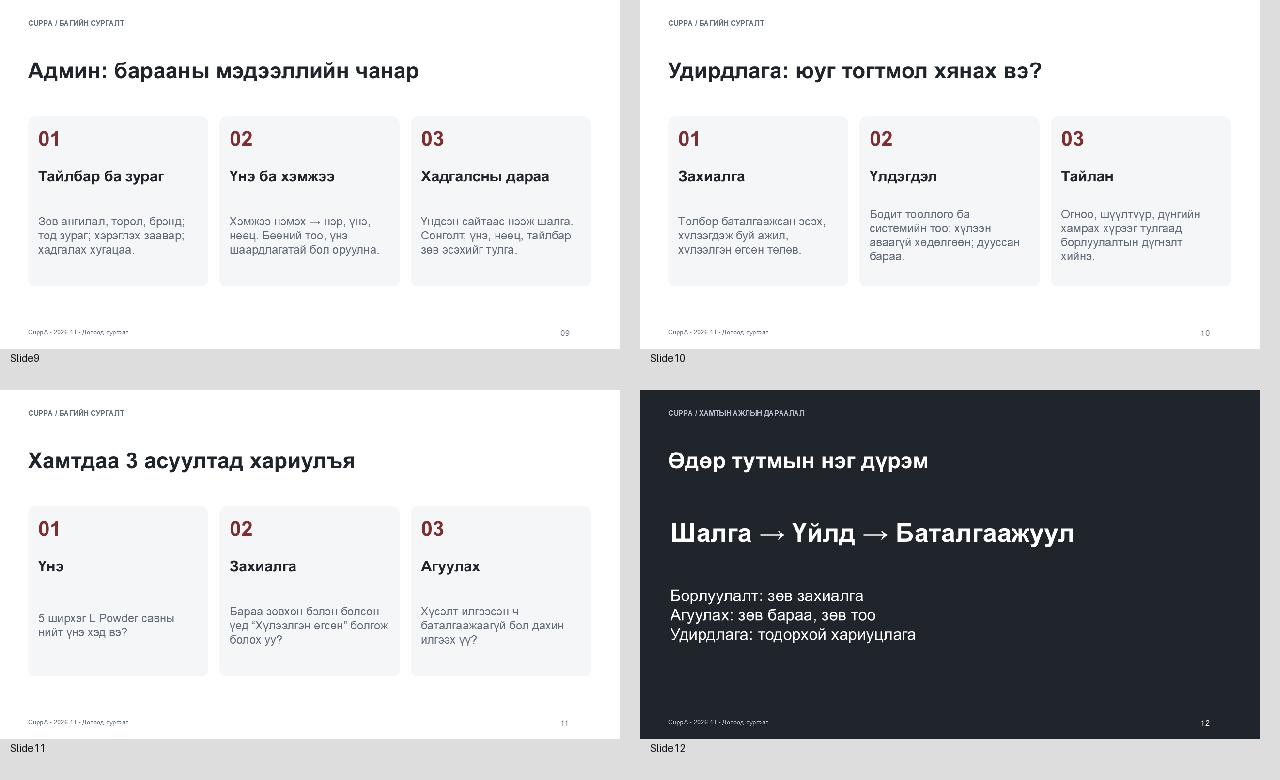 CUPPA / БАГИЙН СУРГАЛТ
Админ: барааны мэдээллийн чанар
01
Тайлбар ба зураг
Зөв ангилал, төрөл, брэнд;
тод зураг; хэрэглэх заавар;
хадгалах хугацаа.
02
Үнэ ба хэмжээ
Хэмжээ нэмэх → нэр, үнэ,
нөөц. Бөөний тоо, үнэ
шаардлагатай бол оруулна.
03
Хадгалсны дараа
Үндсэн сайтаас нээж шалга.
Сонголт, үнэ, нөөц, тайлбар
зөв эсэхийг тулга.
09
Slide9
CUPPA / БАГИЙН СУРГАЛТ
Удирдлага: юуг тогтмол хянах вэ?
01
Захиалга
Төлбөр баталгаажсан эсэх,
хүлээгдэж буй ажил,
хүлээлгэн өгсөн төлөв.
02
Үлдэгдэл
Бодит тооллого ба
системийн тоо; хүлээн
аваагүй хөдөлгөөн; дууссан
бараа.
03
Тайлан
Огноо, шүүлтүүр, дүнгийн
хамрах хүрээг тулгаад
борлуулалтын дүгнэлт
хийнэ.
10
Slide10
CUPPA / БАГИЙН СУРГАЛТ
Хамтдаа 3 асуултад хариулъя
01
Үнэ
5 ширхэг L Powder савны
нийт үнэ хэд вэ?
02
Захиалга
Бараа зөвхөн бэлэн болсон
үед “Хүлээлгэн өгсөн” болгож
болох уу?
03
Агуулах
Хүсэлт илгээсэн ч
баталгаажаагүй бол дахин
илгээх үү?
11
Slide11
CUPPA / ХАМТЫН АЖЛЫН ДАРААЛАЛ
Өдөр тутмын нэг дүрэм
Шалга → Үйлд → Баталгаажуул
Борлуулалт: зөв захиалга
Агуулах: зөв бараа, зөв тоо
Удирдлага: тодорхой хариуцлага
12
Slide12